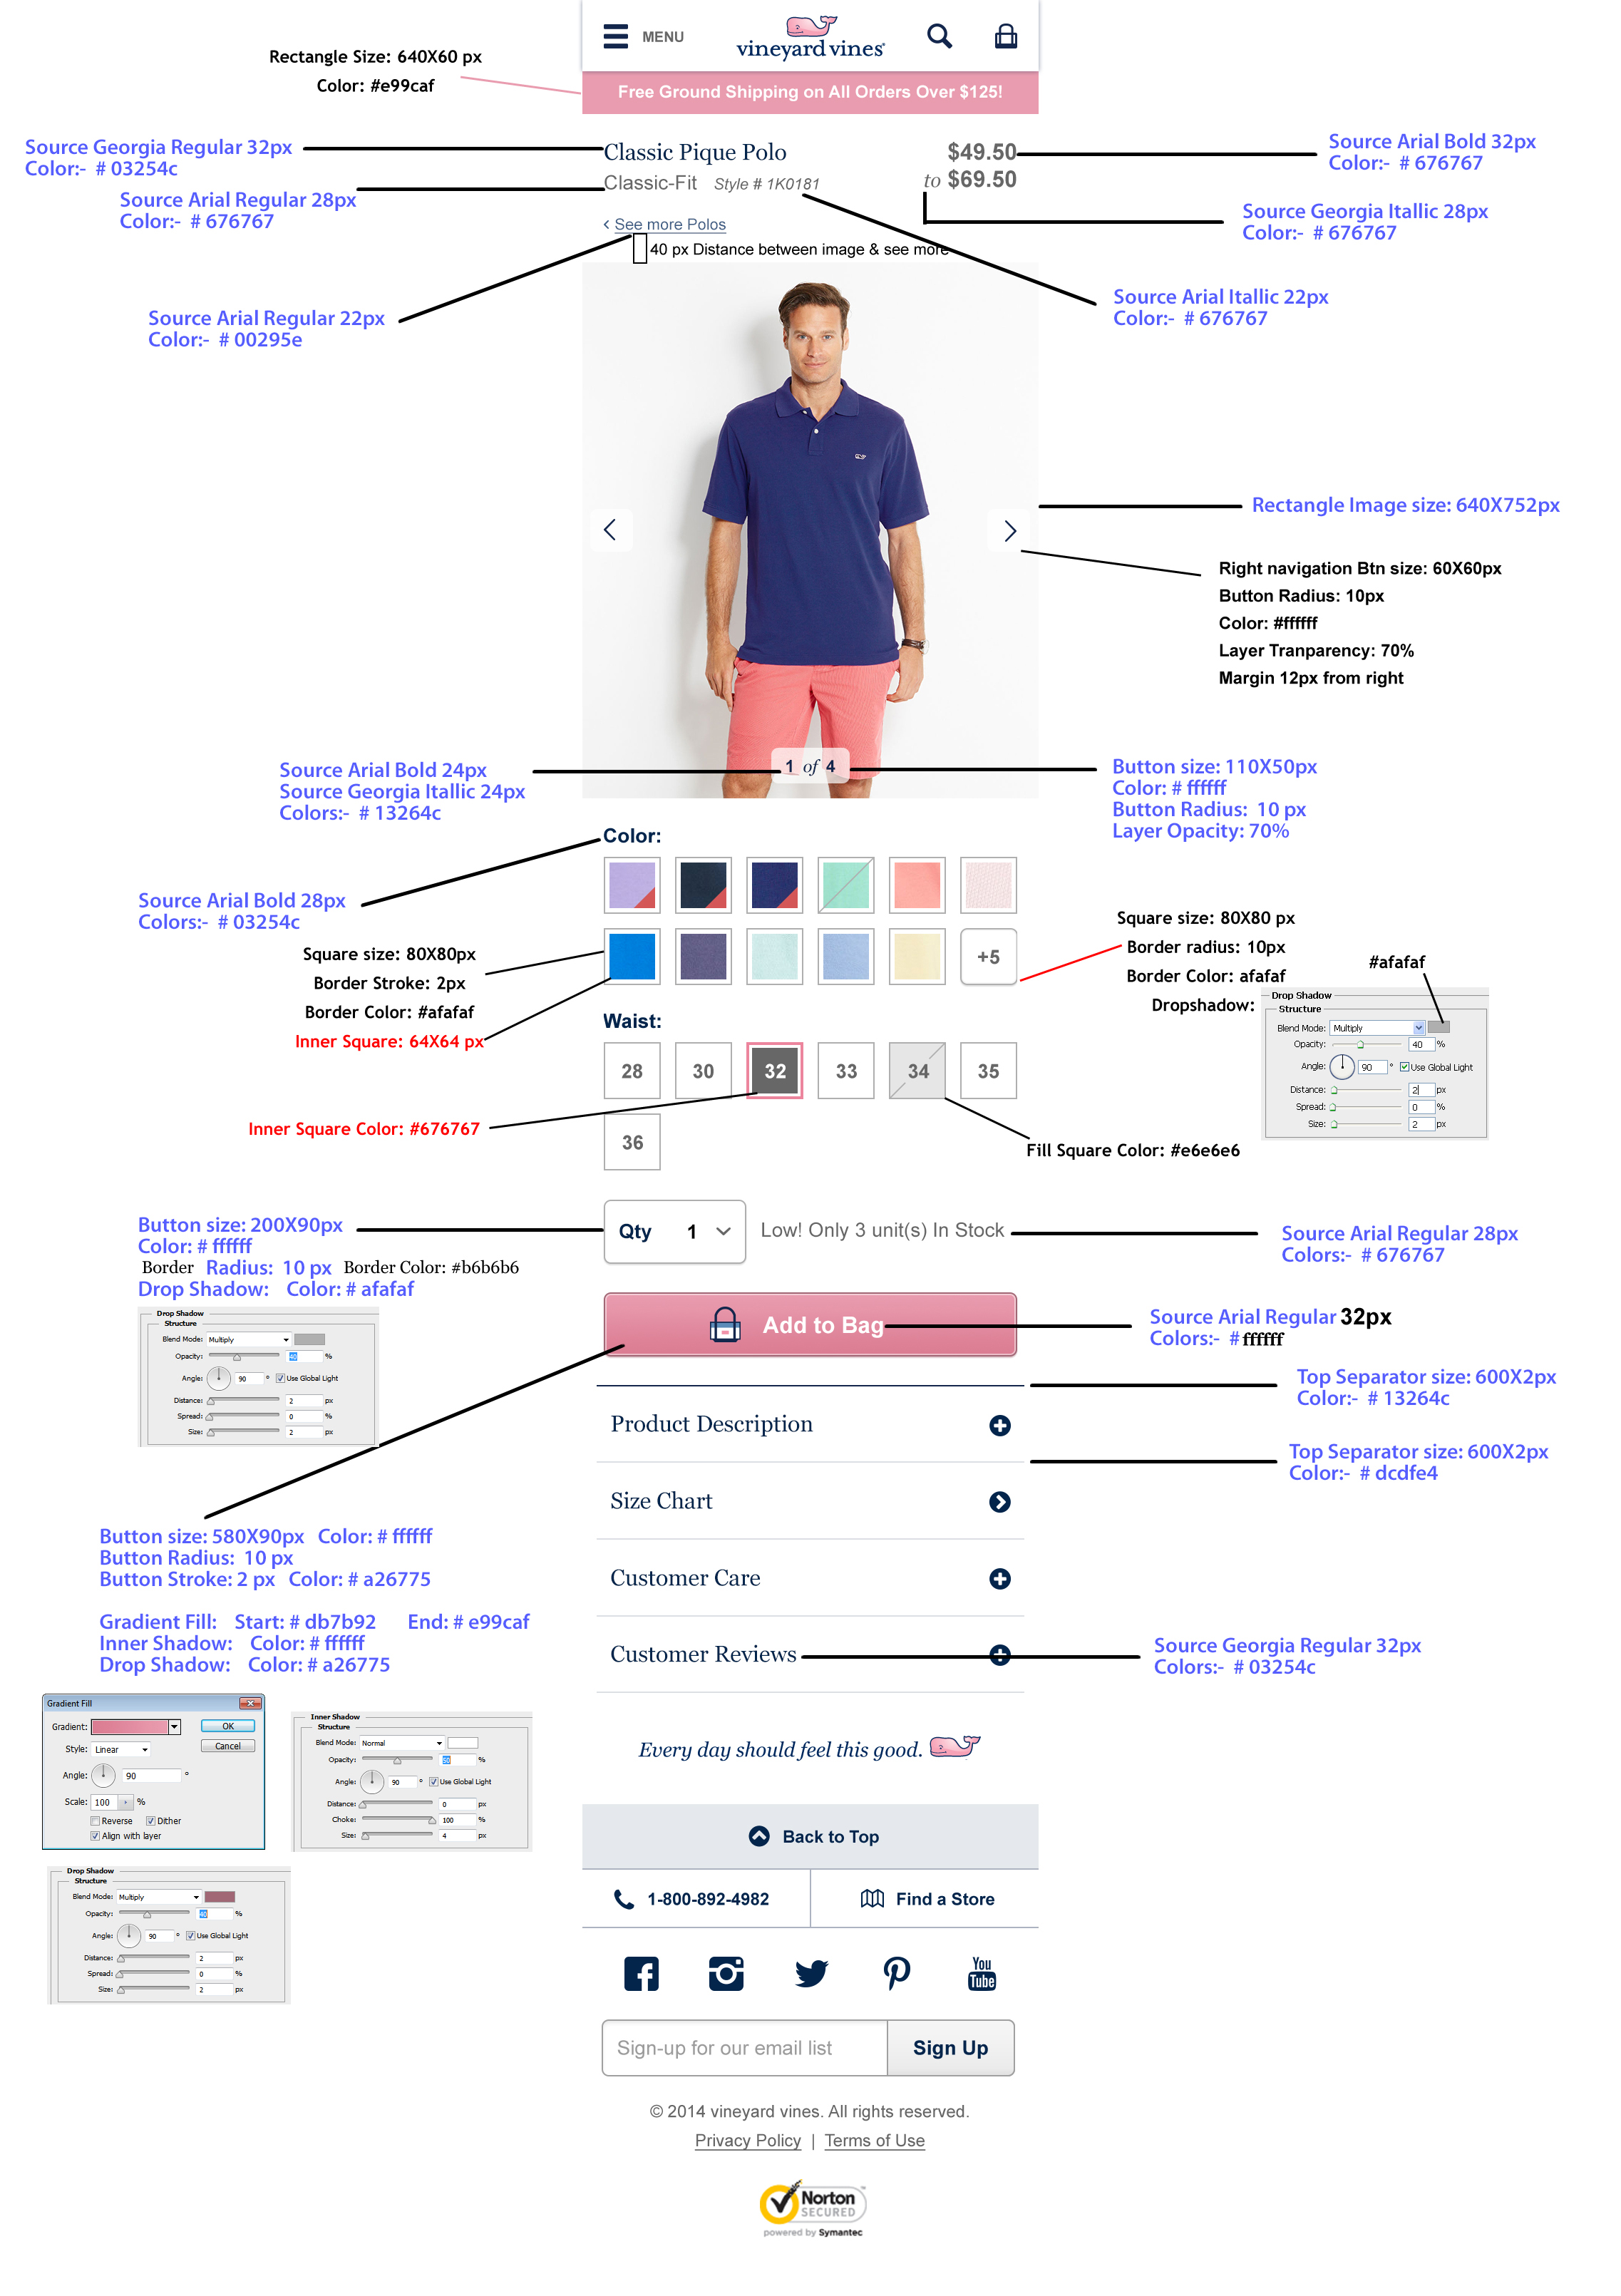 MENU
vineyard vines
Rectangle Size: 640X60 px
Color: #e99caf
Free Ground Shipping on All Orders Over $125!
Source Georgia Regular 32px
Color:-  # 03254c
Classic Pique Polo
$49.50
Source Arial Bold 32px
Color:-  # 676767
Source Arial Regular 28px
Color:-  # 676767
Classic-Fit   Style # 1K0181
to $69.50
Source Georgia Itallic 28px
Color:-  # 676767
< See more Polos
40 px Distance between image & see more
Source Arial Regular 22px
Color:-  # 00295e
Source Arial Itallic 22px
Color:-  # 676767
Rectangle Image size: 640X752px
Right navigation Btn size: 60X60px
Button Radius: 10px
Color: #ffffff
Layer Tranparency: 70%
Margin 12px from right
Source Arial Bold 24px
Source Georgia Itallic 24px
Colors:-  # 13264c
1 of 4
Button size: 110X50px
Color: # ffffff
Button Radius:  10 px
Layer Opacity: 70%
Color:
Source Arial Bold 28px
Colors:-  # 03254c
Square size: 80X80px
Border Stroke: 2px
Border Color: #afafaf
Inner Square: 64X64 px
+5
Square size: 80X80 px
Border radius: 10px
Border Color: afafaf
Dropshadow:
#afafaf
Drop Shadow
Structure
Blend Mode: Multiply
Opacity: 40 %
Angle: 90 ° Use Global Light
Distance: 2 px
Spread: 0 %
Size: 2 px
Waist:
28 30 32 33 34 35
36
Inner Square Color: #676767
Fill Square Color: #e6e6e6
Button size: 200X90px
Color: # ffffff
Border Radius: 10 px Border Color: #b6b6b6
Drop Shadow: Color: # afafaf
Qty 1
Low! Only 3 unit(s) In Stock
Source Arial Regular 28px
Colors:-  # 676767
Drop Shadow
Structure
Blend Mode: Multiply
Opacity: 40 %
Angle: 90 ° Use Global Light
Distance: 2 px
Spread: 0 %
Size: 2 px
Add to Bag
Source Arial Regular 32px
Colors:-  # ffffff
Top Separator size: 600X2px
Color:-  # 13264c
Product Description
Top Separator size: 600X2px
Color:-  # dcdfe4
Size Chart
Button size: 580X90px Color: # ffffff
Button Radius:  10 px
Button Stroke: 2 px Color: # a26775
Gradient Fill: Start: # db7b92 End: # e99caf
Inner Shadow: Color: # ffffff
Drop Shadow: Color: # a26775
Customer Care
Customer Reviews
Source Georgia Regular 32px
Colors:-  # 03254c
Gradient Fill
Gradient: OK
Style: Linear Cancel
Angle: 90 °
Scale: 100 %
Reverse Dither
Align with layer
Inner Shadow
Structure
Blend Mode: Normal
Opacity: %
Angle: 90 ° Use Global Light
Distance: 0 px
Choke: 100 %
Size: 4 px
Drop Shadow
Structure
Blend Mode: Multiply
Opacity: 40 %
Angle: 90 ° Use Global Light
Distance: 2 px
Spread: 0 %
Size: 2 px
Every day should feel this good.
Back to Top
1-800-892-4982
Find a Store
You
Tube
Sign-up for our email list
Sign Up
© 2014 vineyard vines. All rights reserved.
Privacy Policy | Terms of Use
Norton
SECURED
powered by Symantec